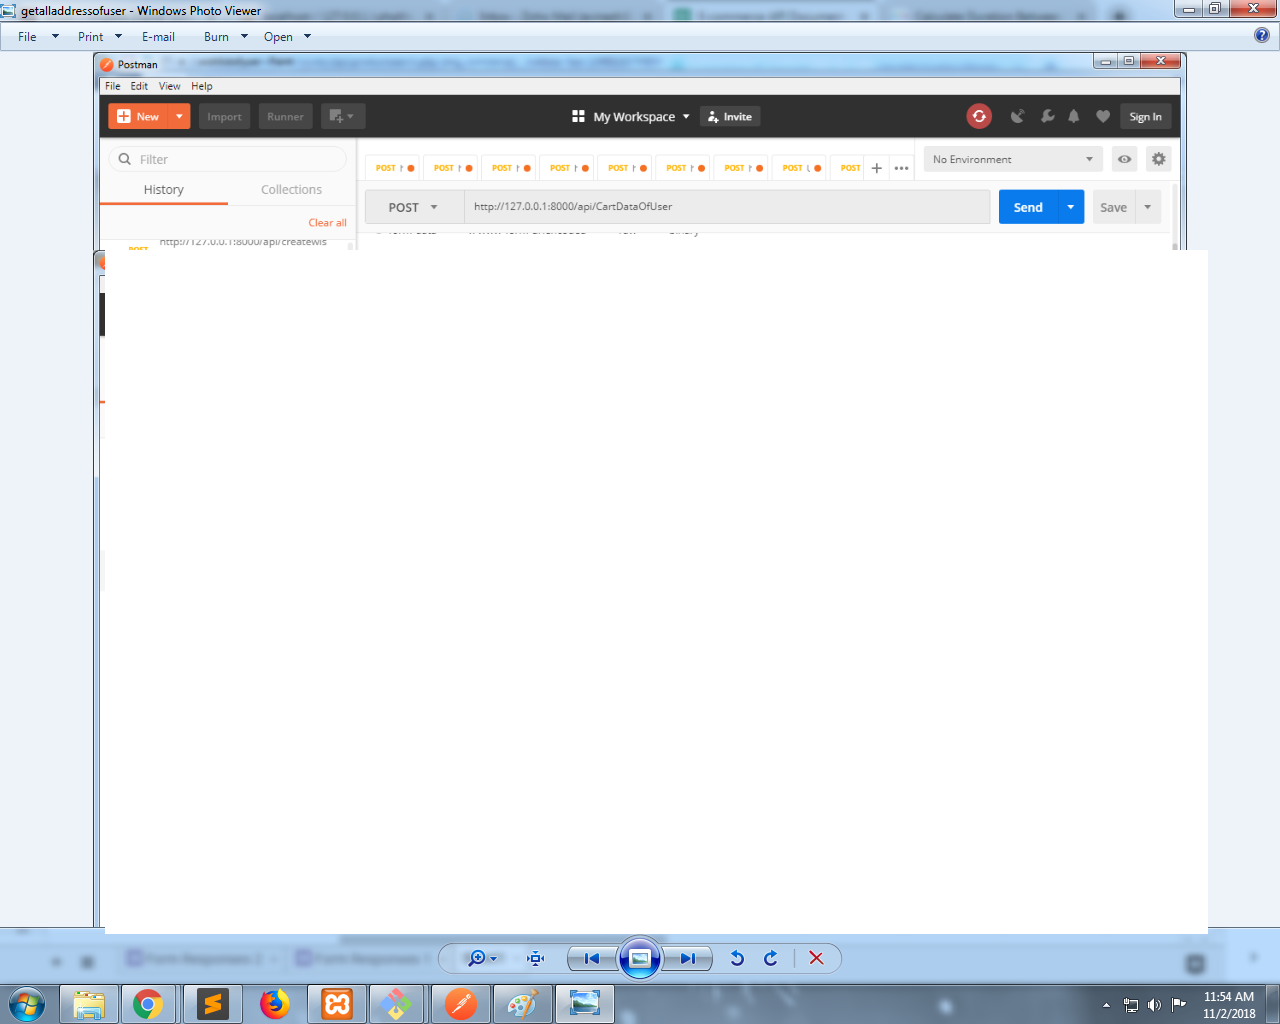 getalladdressofuser - Windows Photo Viewer
File Print E-mail Burn Open
Postman
File Edit View Help
New Import Runner My Workspace Invite Sign In
Filter
POST POST POST POST POST POST POST POST POST No Environment
History Collections
POST http://127.0.0.1:8000/api/CartDataOfUser Send Save
Clear all
http://127.0.0.1:8000/api/createwis
POST
11:54 AM
11/2/2018